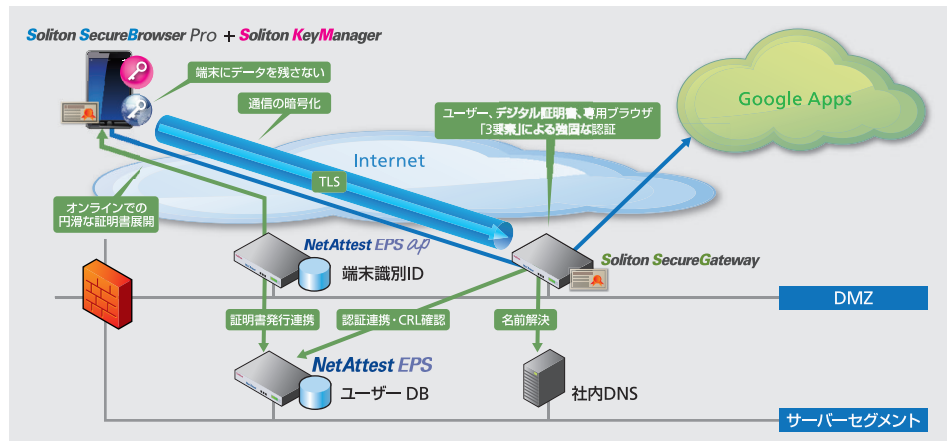 Soliton SecureBrowser Pro + Soliton KeyManager
端末にデータを残さない
通信の暗号化
ユーザー、デジタル証明書、専用ブラウザ
「3要素」による強固な認証
Google Apps
Internet
TLS
オンラインでの
円滑な証明書展開
NetAttest EPS ap
端末識別ID
Soliton SecureGateway
DMZ
証明書発行連携
認証連携・CRL確認
名前解決
NetAttest EPS
ユーザー DB
社内DNS
サーバーセグメント